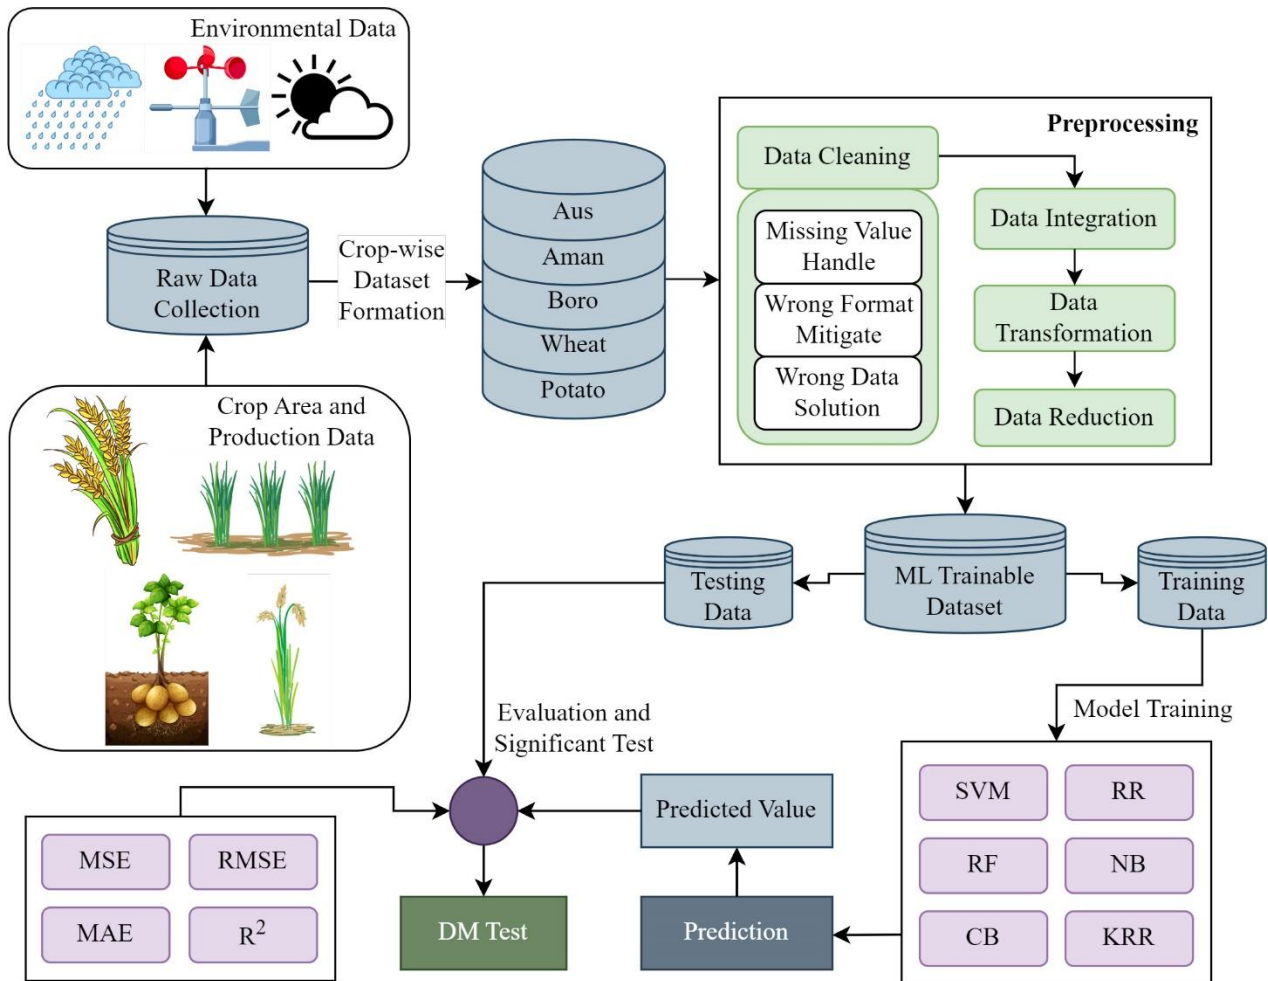 Environmental Data
Raw Data
Collection
Crop-wise
Dataset
Formation
Crop Area and
Production Data
Aus
Aman
Boro
Wheat
Potato
Preprocessing
Data Cleaning
Missing Value
Handle
Wrong Format
Mitigate
Wrong Data
Solution
Data Integration
Data
Transformation
Data Reduction
ML Trainable
Dataset
Testing
Data
Training
Data
Model Training
Evaluation and
Significant Test
SVM
RR
RF
NB
CB
KRR
Prediction
Predicted Value
MSE
RMSE
MAE
R²
DM Test